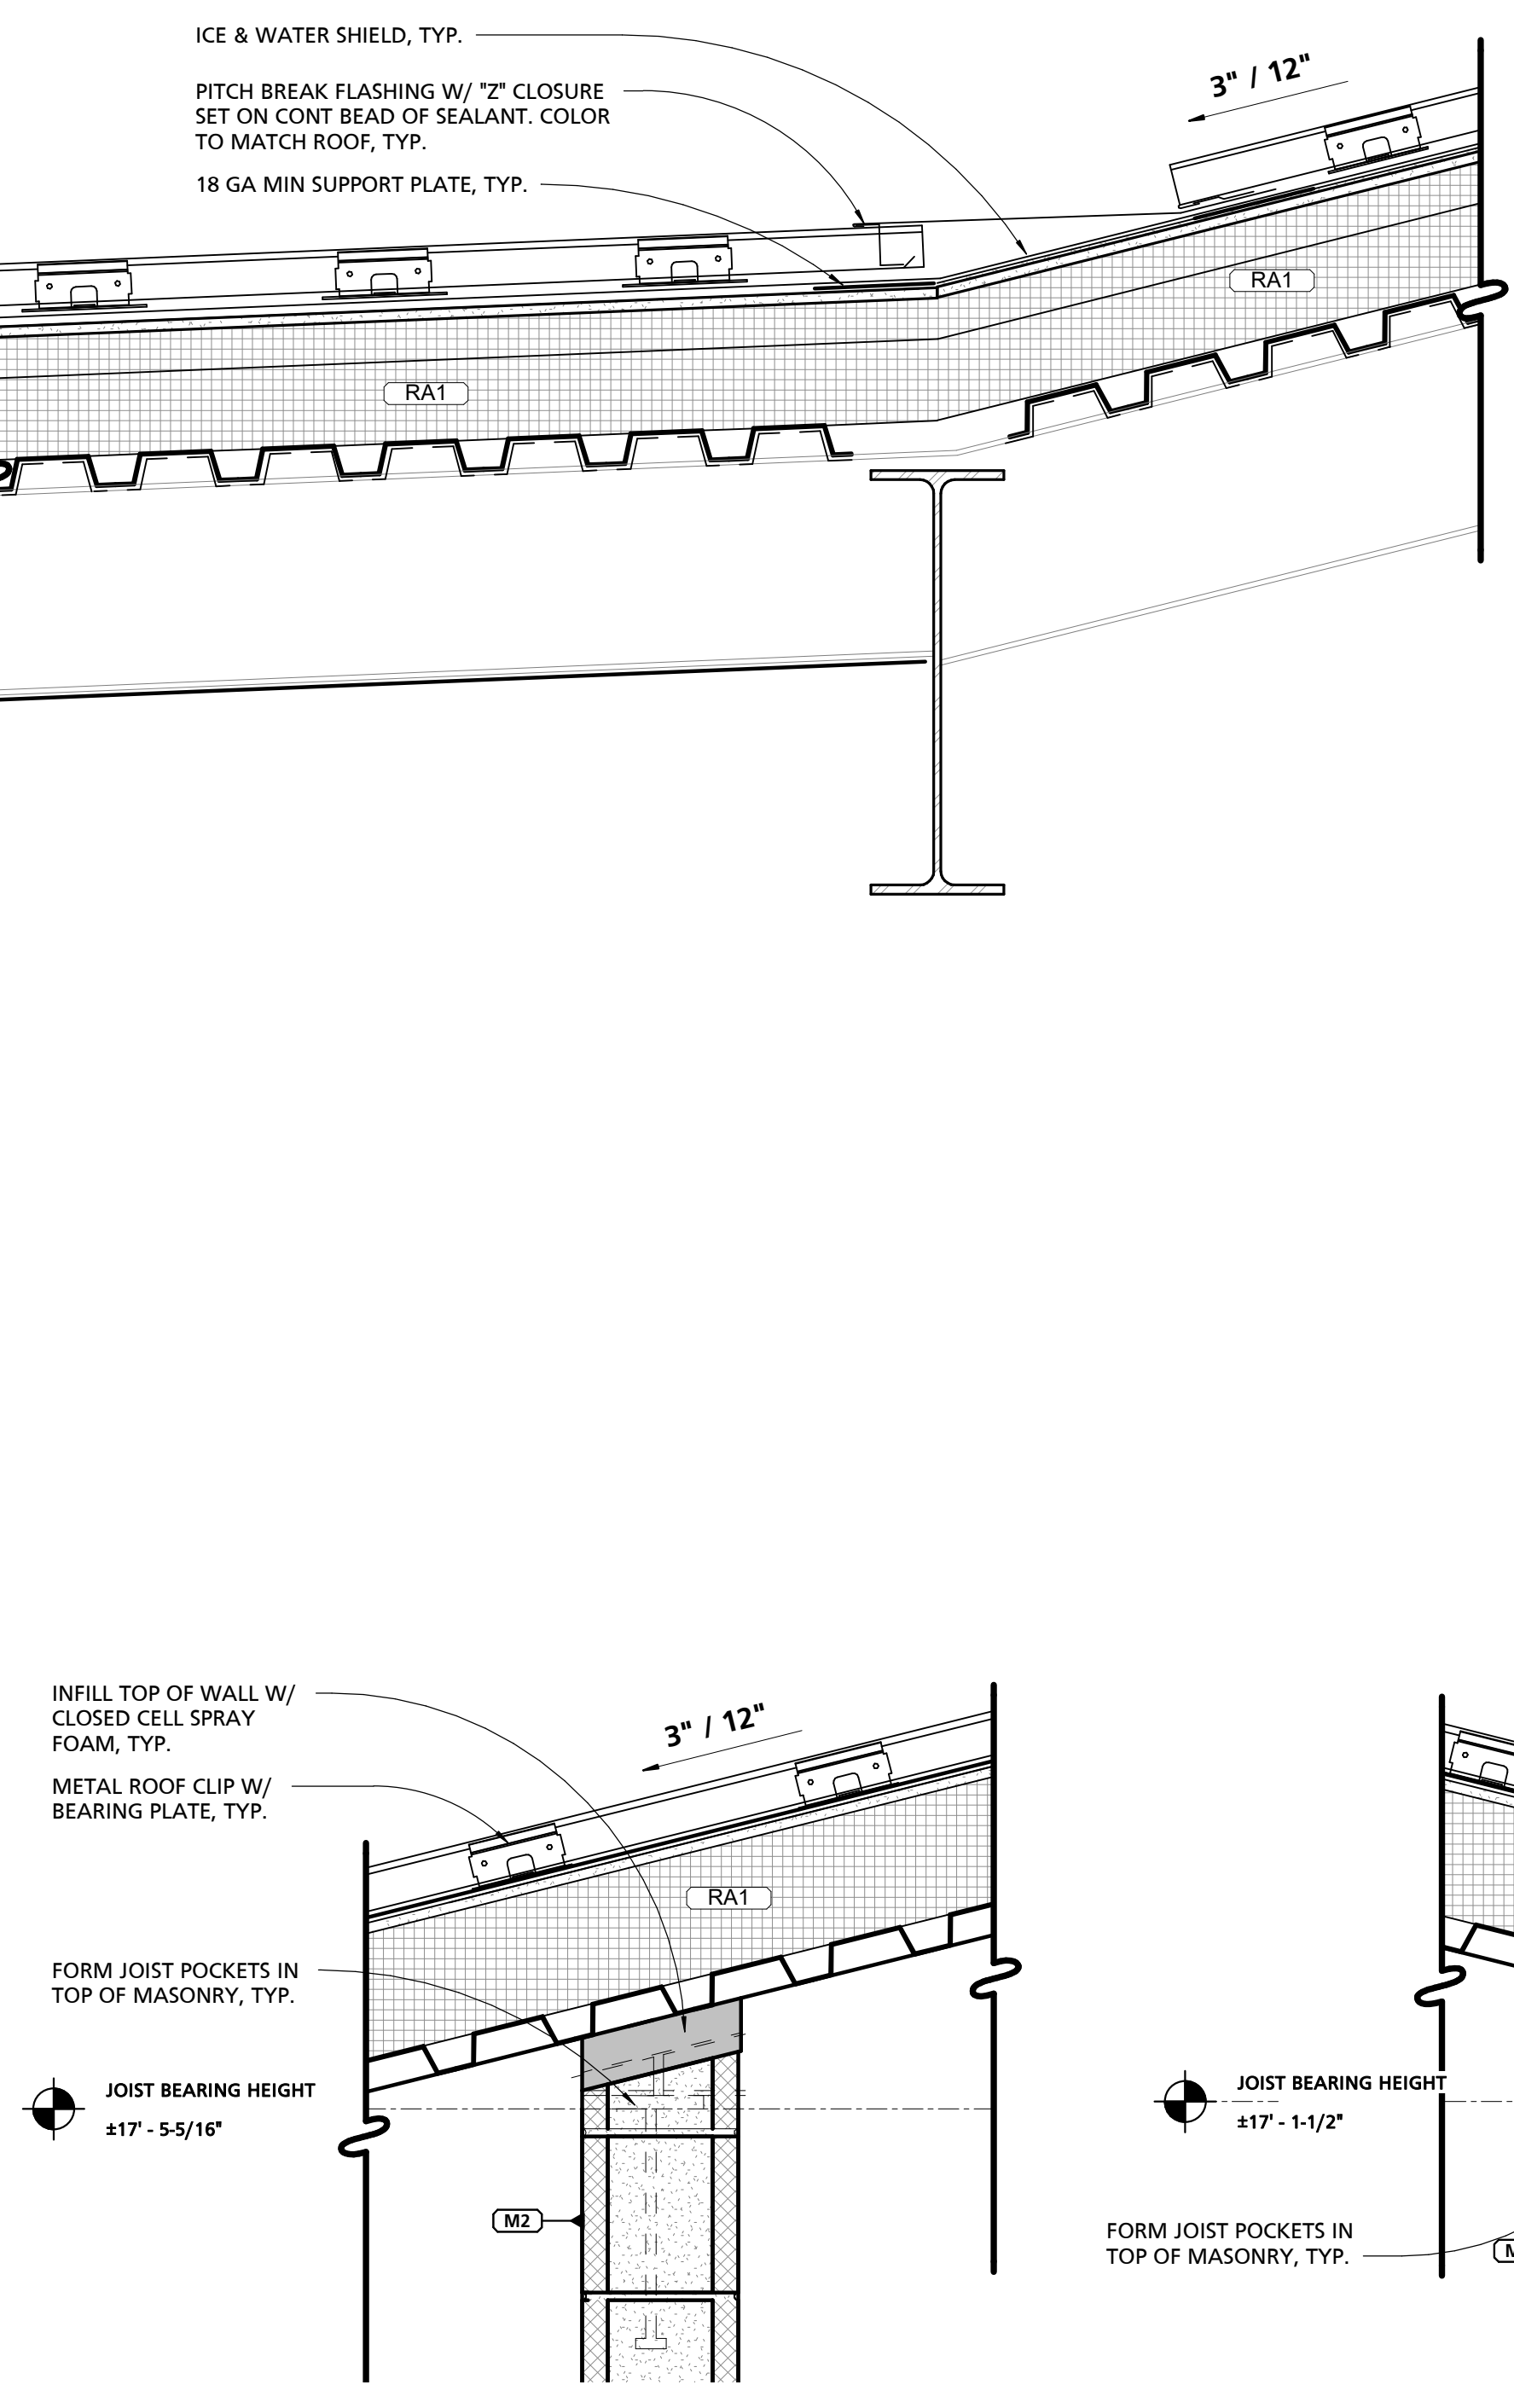 ICE & WATER SHIELD, TYP.
PITCH BREAK FLASHING W/ "Z" CLOSURE
SET ON CONT BEAD OF SEALANT. COLOR
TO MATCH ROOF, TYP.
18 GA MIN SUPPORT PLATE, TYP.
3" / 12"
RA1
RA1
INFILL TOP OF WALL W/
CLOSED CELL SPRAY
FOAM, TYP.
METAL ROOF CLIP W/
BEARING PLATE, TYP.
3" / 12"
RA1
FORM JOIST POCKETS IN
TOP OF MASONRY, TYP.
JOIST BEARING HEIGHT
±17' - 5-5/16"
M2
JOIST BEARING HEIGHT
±17' - 1-1/2"
FORM JOIST POCKETS IN
TOP OF MASONRY, TYP.